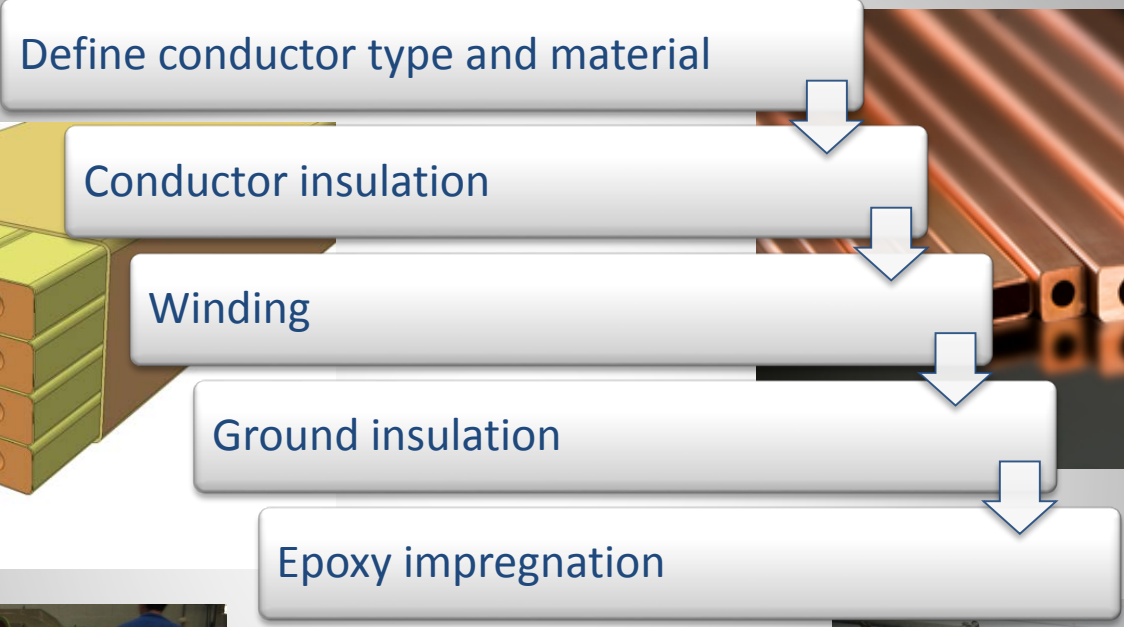 Define conductor type and material
Conductor insulation
Winding
Ground insulation
Epoxy impregnation